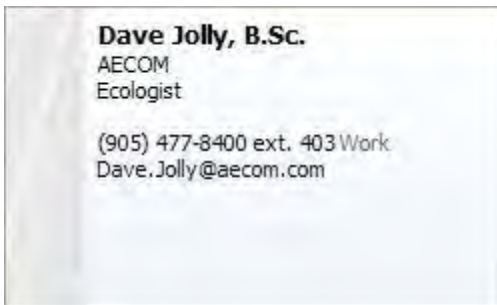 Dave Jolly, B.Sc.
AECOM
Ecologist
(905) 477-8400 ext. 403 Work
Dave.Jolly@aecom.com